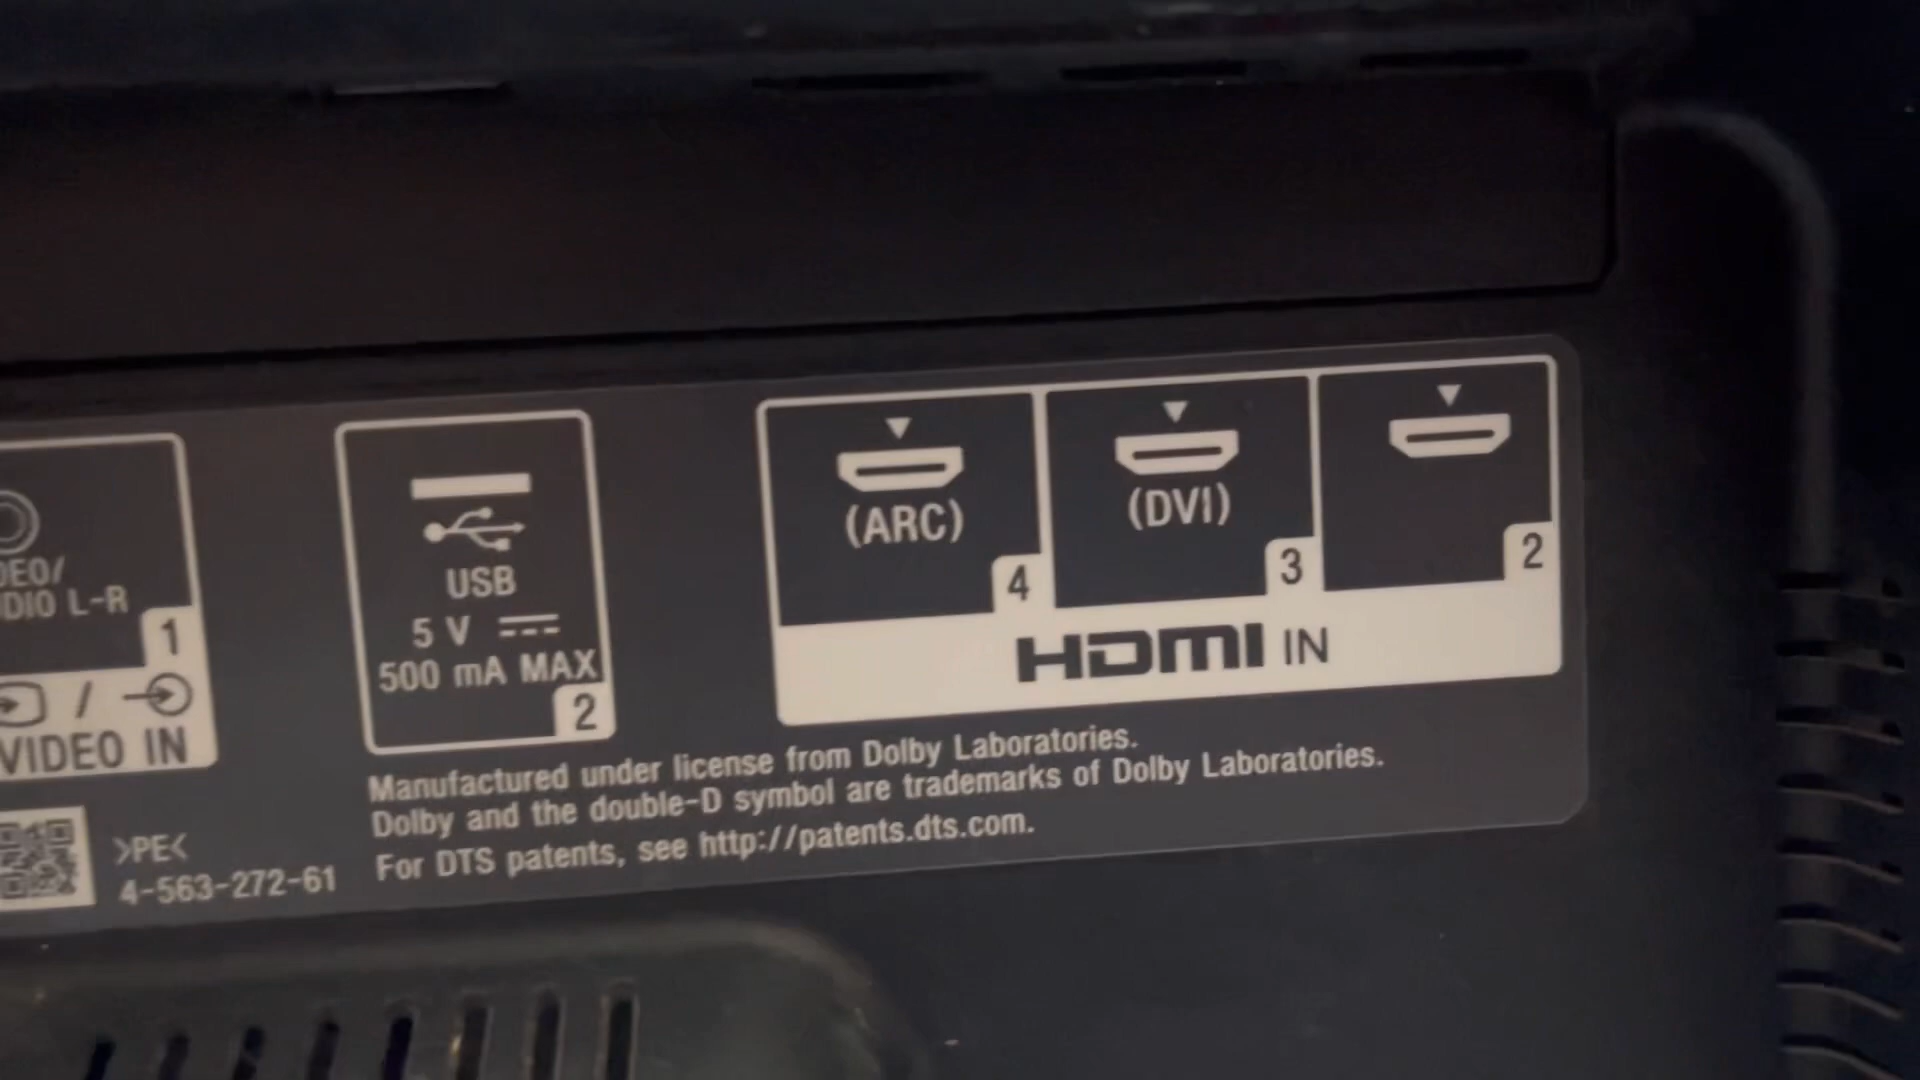 DIO L-R
1
/
VIDEO IN
USB
5 V
500 mA MAX
2
(ARC)
4
(DVI)
3
2
HDMI IN
Manufactured under license from Dolby Laboratories.
Dolby and the double-D symbol are trademarks of Dolby Laboratories.
For DTS patents, see http://patents.dts.com.
>PE<
4-563-272-61